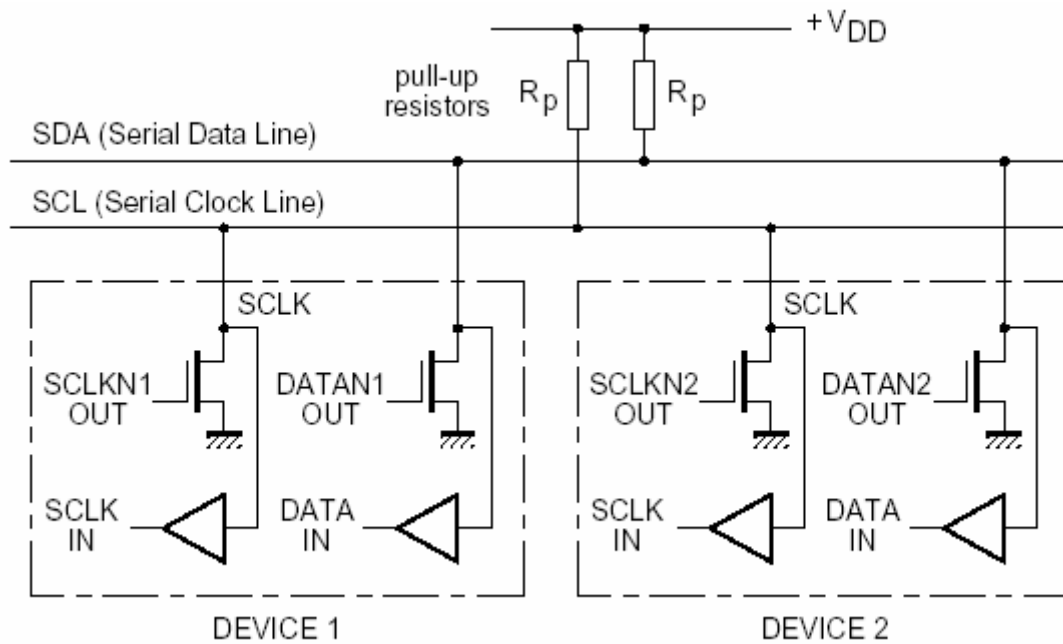 +VDD
pull-up
resistors
Rp
Rp
SDA (Serial Data Line)
SCL (Serial Clock Line)
SCLK
SCLK
SCLKN1
OUT
DATAN1
OUT
SCLKN2
OUT
DATAN2
OUT
SCLK
IN
DATA
IN
SCLK
IN
DATA
IN
DEVICE 1
DEVICE 2